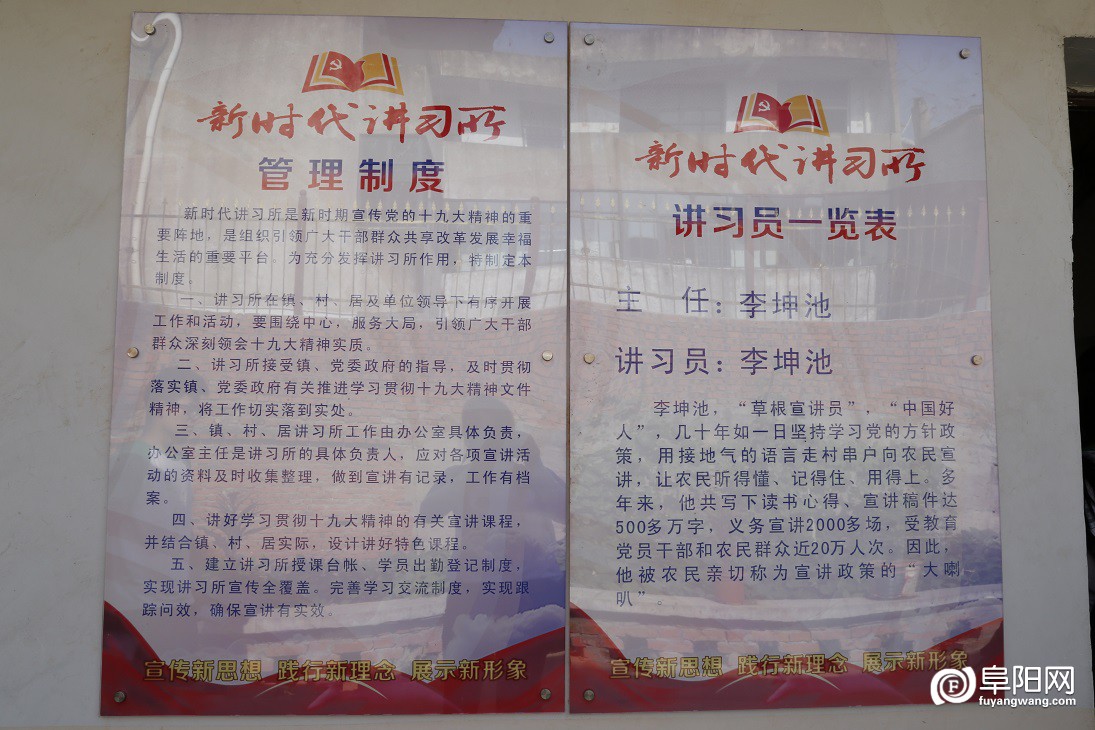 新时代讲习所
管理制度
新时代讲习所是新时期宣传党的十九大精神的重
要阵地，是组织引领广大干部群众共享改革发展幸福
生活的重要平台。为充分发挥讲习所作用，特制定本
制度。
一、讲习所在镇、村、居及单位领导下有序开展
工作和活动，要围绕中心，服务大局，引领广大干部
群众深刻领会十九大精神实质。
二、讲习所接受镇、党委政府的指导，及时贯彻
落实镇、党委政府有关推进学习贯彻十九大精神文件
精神，将工作切实落到实处。
三、镇、村、居讲习所工作由办公室具体负责，
办公室主任是讲习所的具体负责人，应对各项宣讲活
动的资料及时收集整理，做到宣讲有记录，工作有档
案。
四、讲好学习贯彻十九大精神的有关宣讲课程，
并结合镇、村、居实际，设计讲好特色课程。
五、建立讲习所授课台帐、学员出勤登记制度，
实现讲习所宣传全覆盖。完善学习交流制度，实现跟
踪问效，确保宣讲有实效。
宣传新思想 践行新理念 展示新形象
新时代讲习所
讲习员一览表
主 任：李坤池
讲习员：李坤池
李坤池，“草根宣讲员”，“中国好
人”，几十年如一日坚持学习党的方针政
策，用接地气的语言走村串户向农民宣
讲，让农民听得懂、记得住、用得上。多
年来，他共写下读书心得、宣讲稿件达
500多万字，义务宣讲2000多场，受教育
党员干部和农民群众近20万人次。因此，
他被农民亲切称为宣讲政策的“大喇
叭”。
宣传新思想 践行新理念 展示新形象
阜阳网
fuyangwang.com